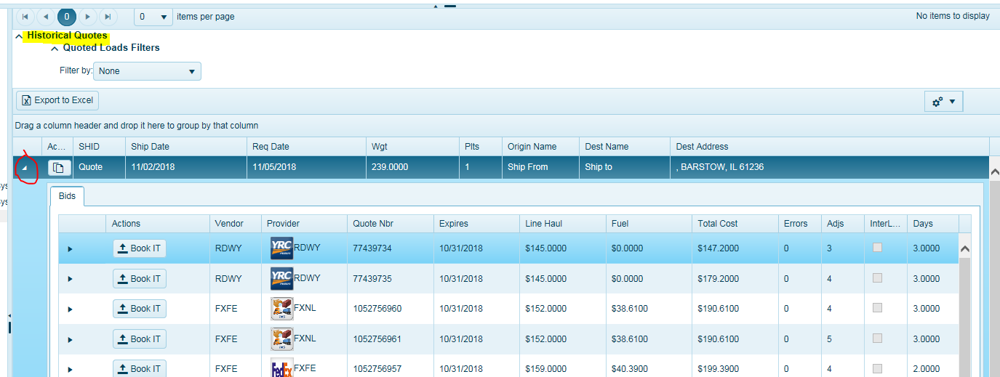 0 0 items per page No items to display
Historical Quotes
Quoted Loads Filters
Filter by: None
Export to Excel
Drag a column header and drop it here to group by that column
Ac... SHID Ship Date Req Date Wgt Plts Origin Name Dest Name Dest Address
Quote 11/02/2018 11/05/2018 239.0000 1 Ship From Ship to , BARSTOW, IL 61236
sys
sys
Bids
Actions Vendor Provider Quote Nbr Expires Line Haul Fuel Total Cost Errors Adjs InterL... Days
Book IT RDWY YRC FREIGHT RDWY 77439734 10/31/2018 $145.0000 $0.0000 $147.2000 0 3 3.0000
Book IT RDWY YRC FREIGHT RDWY 77439735 10/31/2018 $145.0000 $0.0000 $179.2000 0 4 3.0000
Book IT FXFE TMS FXNL 1052756960 10/31/2018 $152.0000 $38.6100 $190.6100 0 4 3.0000
Book IT FXFE TMS FXNL 1052756961 10/31/2018 $152.0000 $38.6100 $190.6100 0 5 3.0000
Book IT FXFE FedEx FXFE 1052756957 10/31/2018 $159.0000 $40.3900 $199.3900 0 4 2.0000